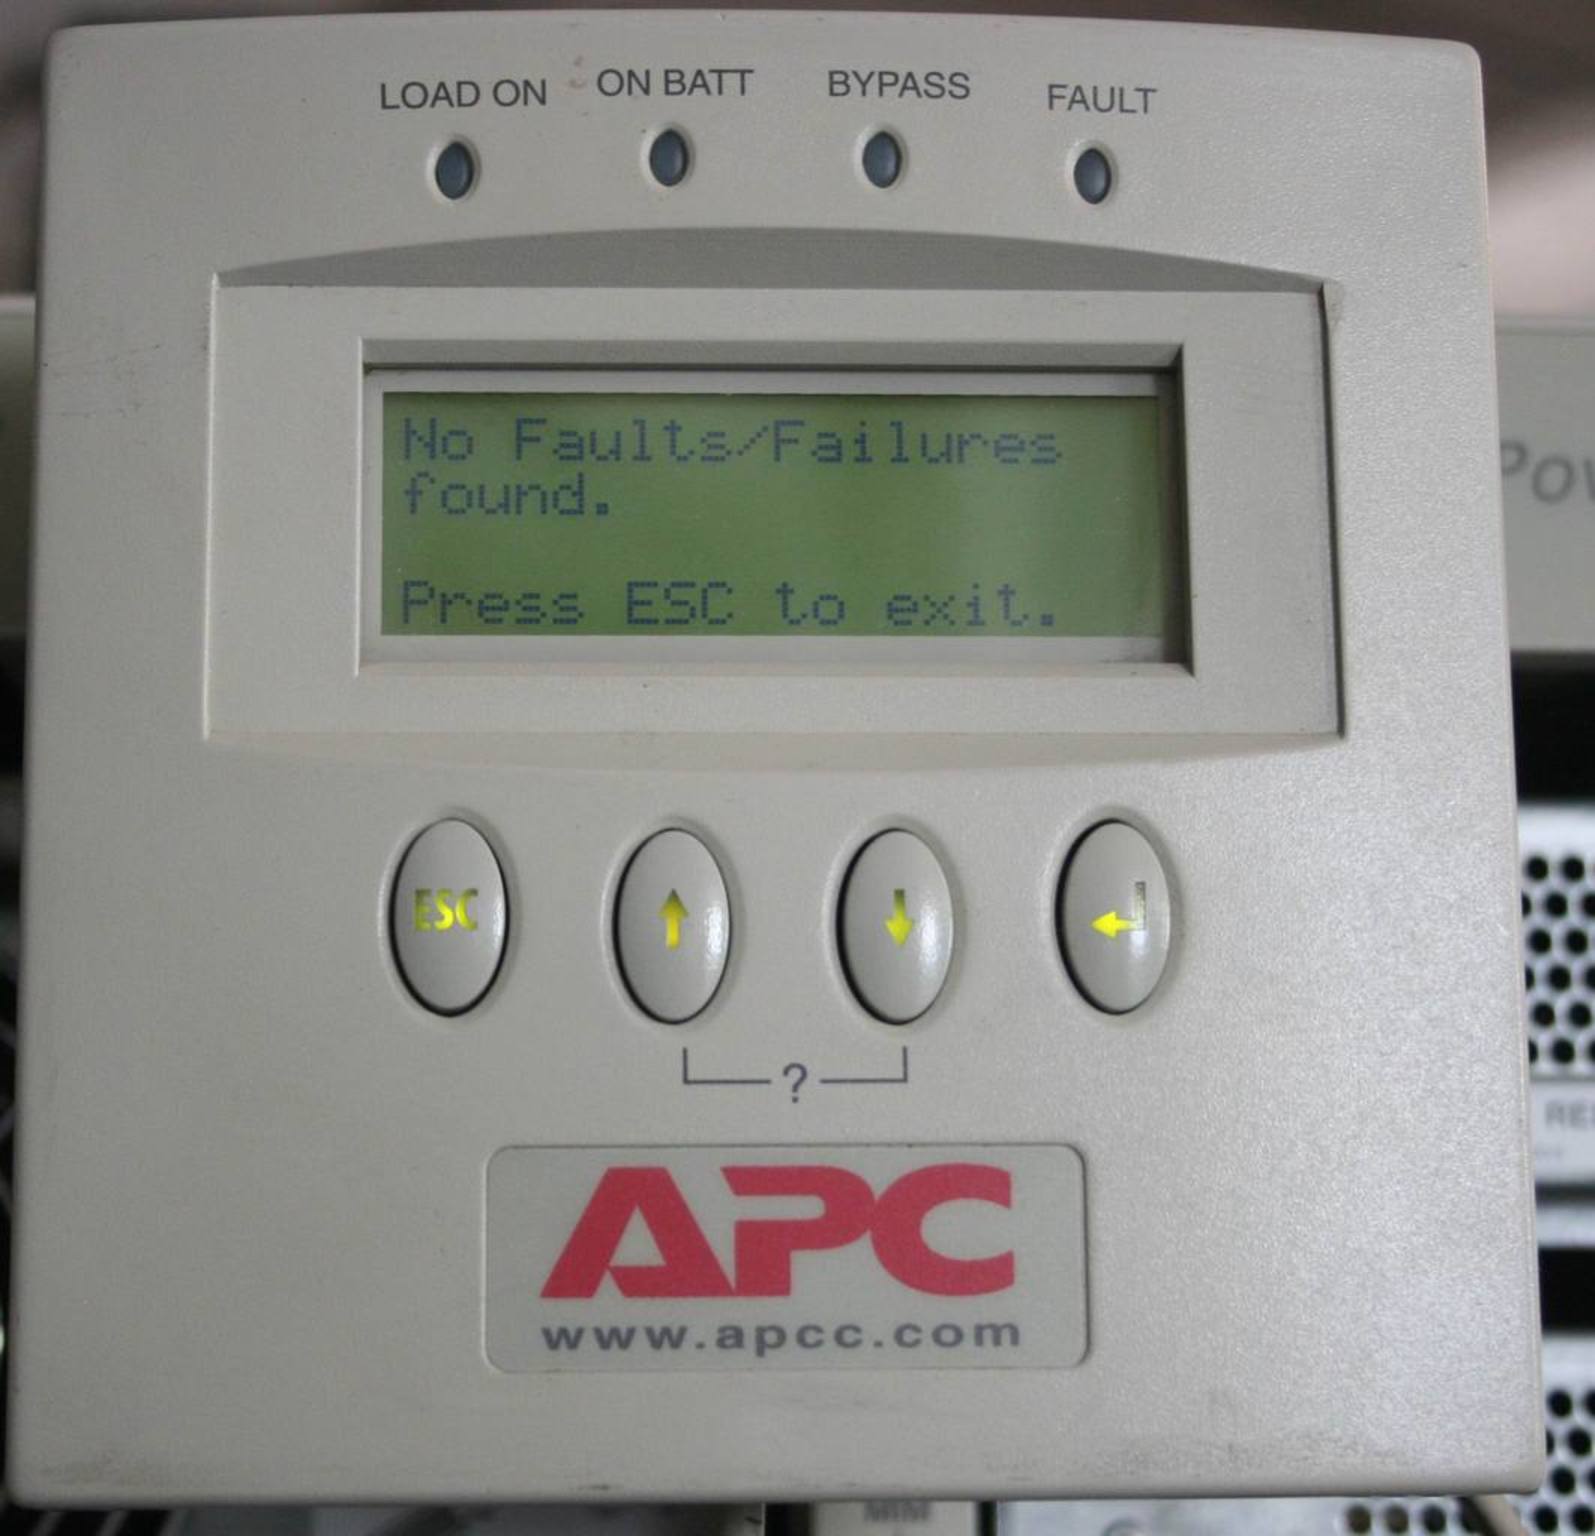 LOAD ON ON BATT BYPASS FAULT
No Faults/Failures
found.
Press ESC to exit.
ESC
?
APC
www.apcc.com